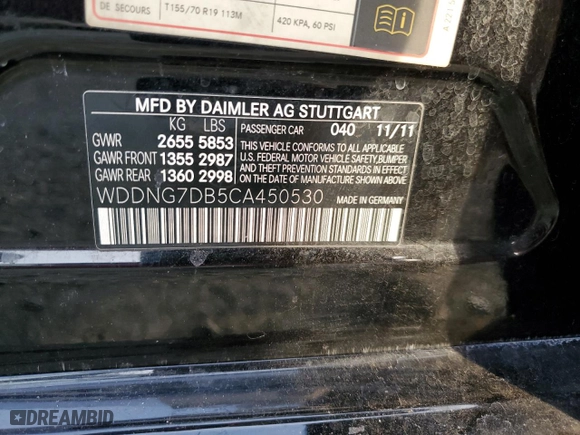 DE SECOURS T155/70 R19 113M 420 KPA, 60 PSI
MFD BY DAIMLER AG STUTTGART
KG LBS PASSENGER CAR 040 11/11
GVWR 2655 5853
GAWR FRONT 1355 2987
GAWR REAR 1360 2998
THIS VEHICLE CONFORMS TO ALL APPLICABLE
U.S. FEDERAL MOTOR VEHICLE SAFETY, BUMPER
AND THEFT PREVENTION STANDARDS IN EFFECT
ON THE DATE OF MANUFACTURE SHOWN ABOVE.
WDDNG7DB5CA450530 MADE IN GERMANY
DREAMBID